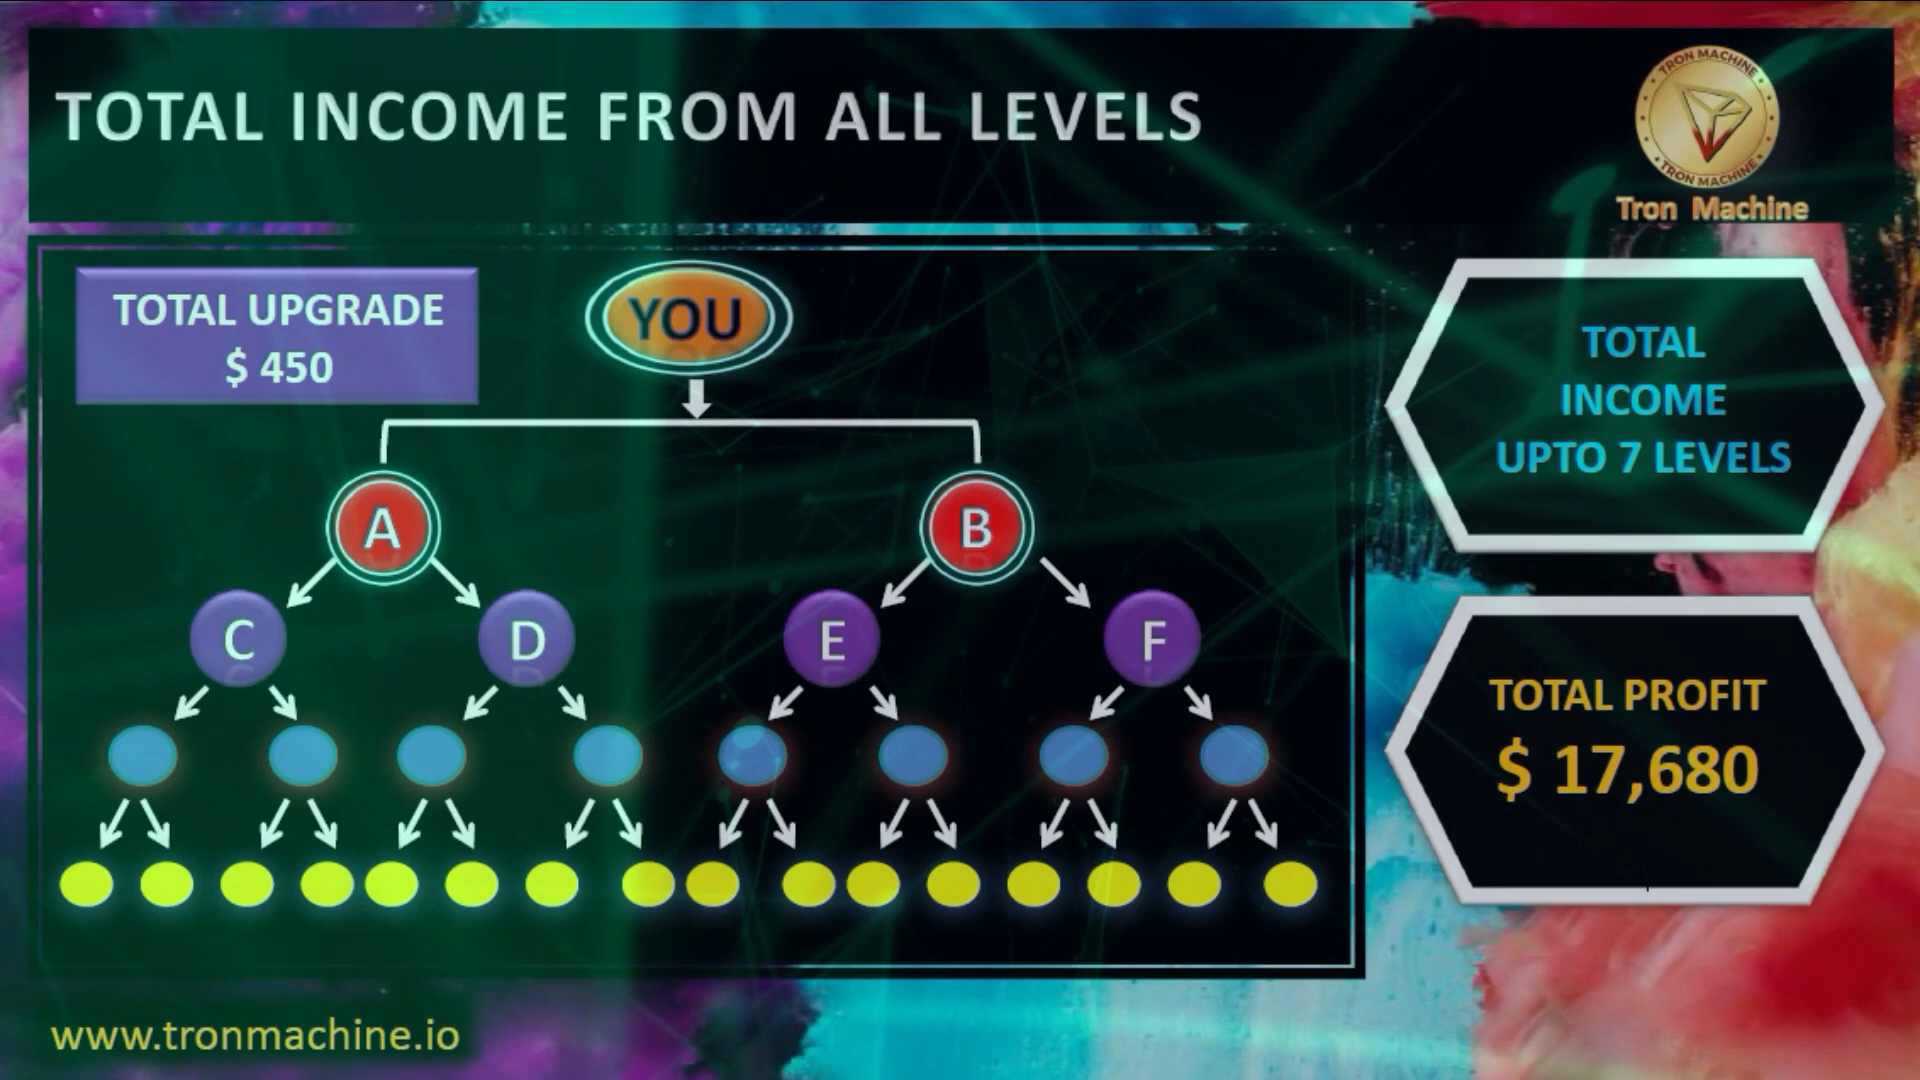 TOTAL INCOME FROM ALL LEVELS
TRON MACHINE
TRON MACHINE
Tron Machine
TOTAL UPGRADE
$ 450
YOU
TOTAL
INCOME
UPTO 7 LEVELS
A
B
C
D
E
F
TOTAL PROFIT
$ 17,680
www.tronmachine.io